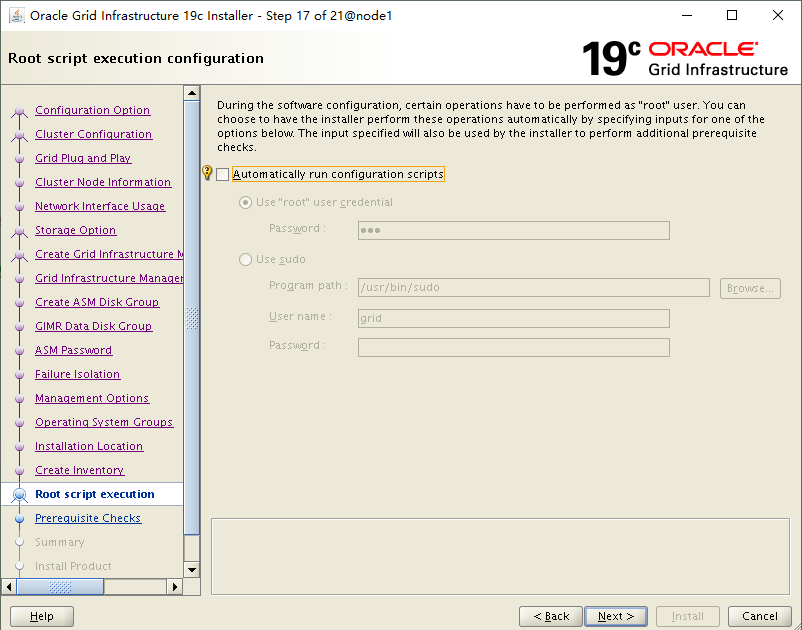 Oracle Grid Infrastructure 19c Installer - Step 17 of 21@node1
Root script execution configuration
19c ORACLE
Grid Infrastructure
Configuration Option
Cluster Configuration
Grid Plug and Play
Cluster Node Information
Network Interface Usage
Storage Option
Create Grid Infrastructure M
Grid Infrastructure Manager
Create ASM Disk Group
GIMR Data Disk Group
ASM Password
Failure Isolation
Management Options
Operating System Groups
Installation Location
Create Inventory
Root script execution
Prerequisite Checks
Summary
Install Product
During the software configuration, certain operations have to be performed as "root" user. You can
choose to have the installer perform these operations automatically by specifying inputs for one of the
options below. The input specified will also be used by the installer to perform additional prerequisite
checks.
Automatically run configuration scripts
Use "root" user credential
Password :
Use sudo
Program path : /usr/bin/sudo Browse...
User name : grid
Password :
Help < Back Next > Install Cancel